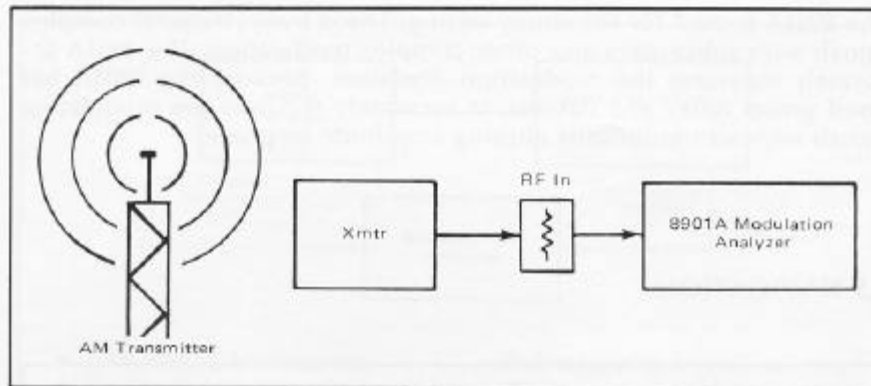 RF In
Xmtr
8901A Modulation
Analyzer
AM Transmitter